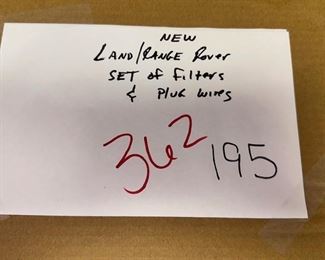 NEW
LAND/RANGE Rover
SET of filters
& Plug wires
362
195